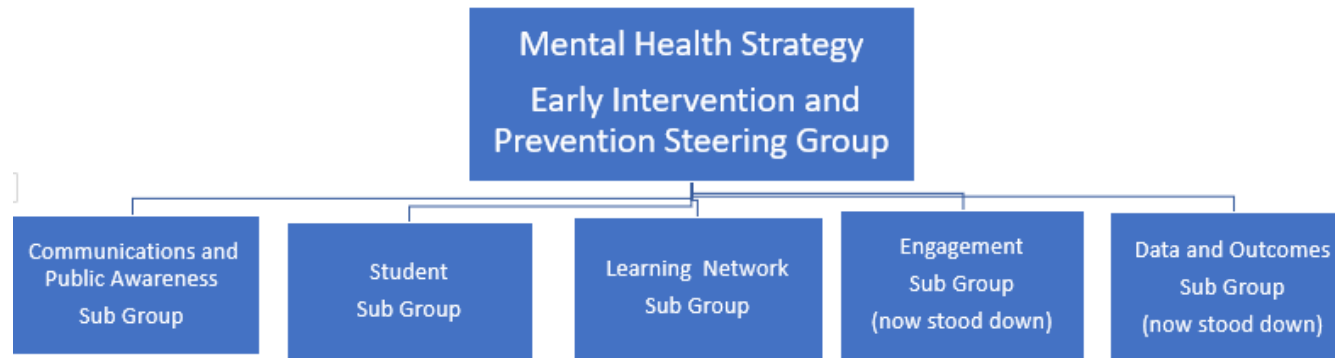 Mental Health Strategy
Early Intervention and
Prevention Steering Group
Communications and
Public Awareness
Sub Group
Student
Sub Group
Learning Network
Sub Group
Engagement
Sub Group
(now stood down)
Data and Outcomes
Sub Group
(now stood down)